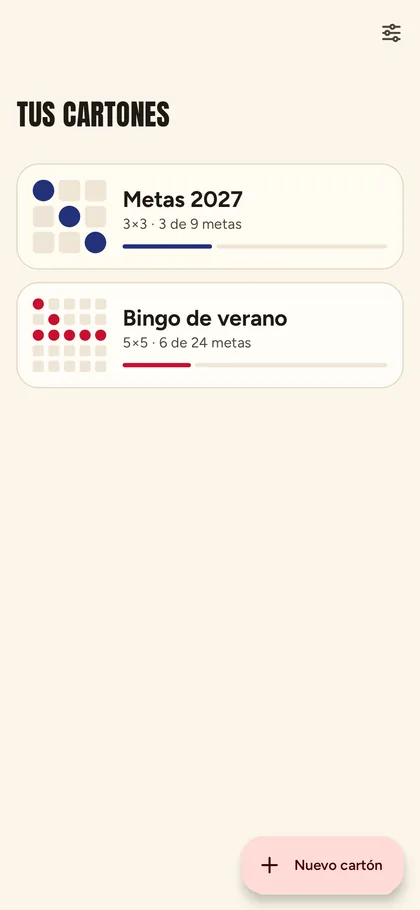 TUS CARTONES
Metas 2027
3×3 · 3 de 9 metas
Bingo de verano
5×5 · 6 de 24 metas
Nuevo cartón